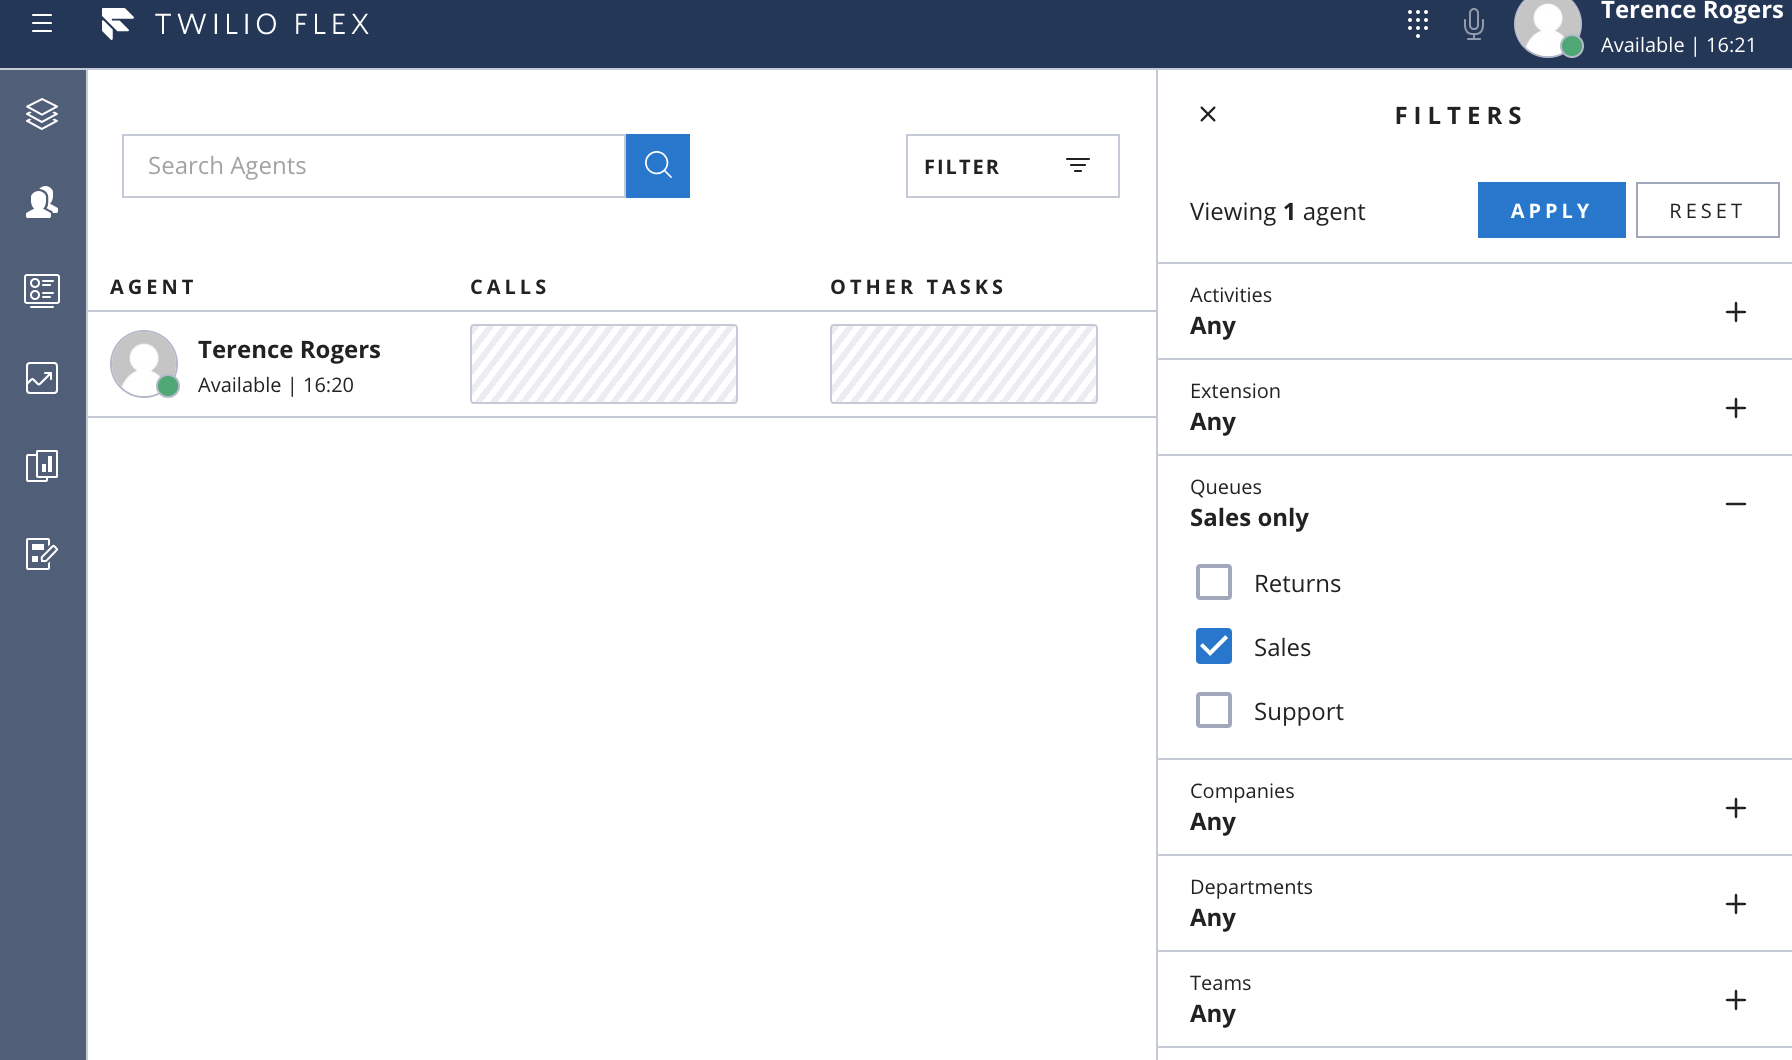 TWILIO FLEX
Terence Rogers
Available | 16:21
Search Agents
FILTER
AGENT
CALLS
OTHER TASKS
Terence Rogers
Available | 16:20
FILTERS
Viewing 1 agent
APPLY
RESET
Activities
Any
Extension
Any
Queues
Sales only
Returns
Sales
Support
Companies
Any
Departments
Any
Teams
Any